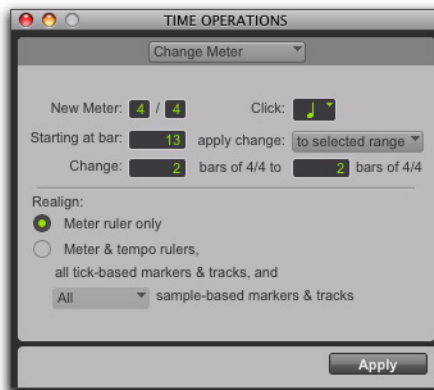 TIME OPERATIONS
Change Meter
New Meter: 4 / 4 Click:
Starting at bar: 13 apply change: to selected range
Change: 2 bars of 4/4 to 2 bars of 4/4
Realign:
Meter ruler only
Meter & tempo rulers,
all tick-based markers & tracks, and
All sample-based markers & tracks
Apply